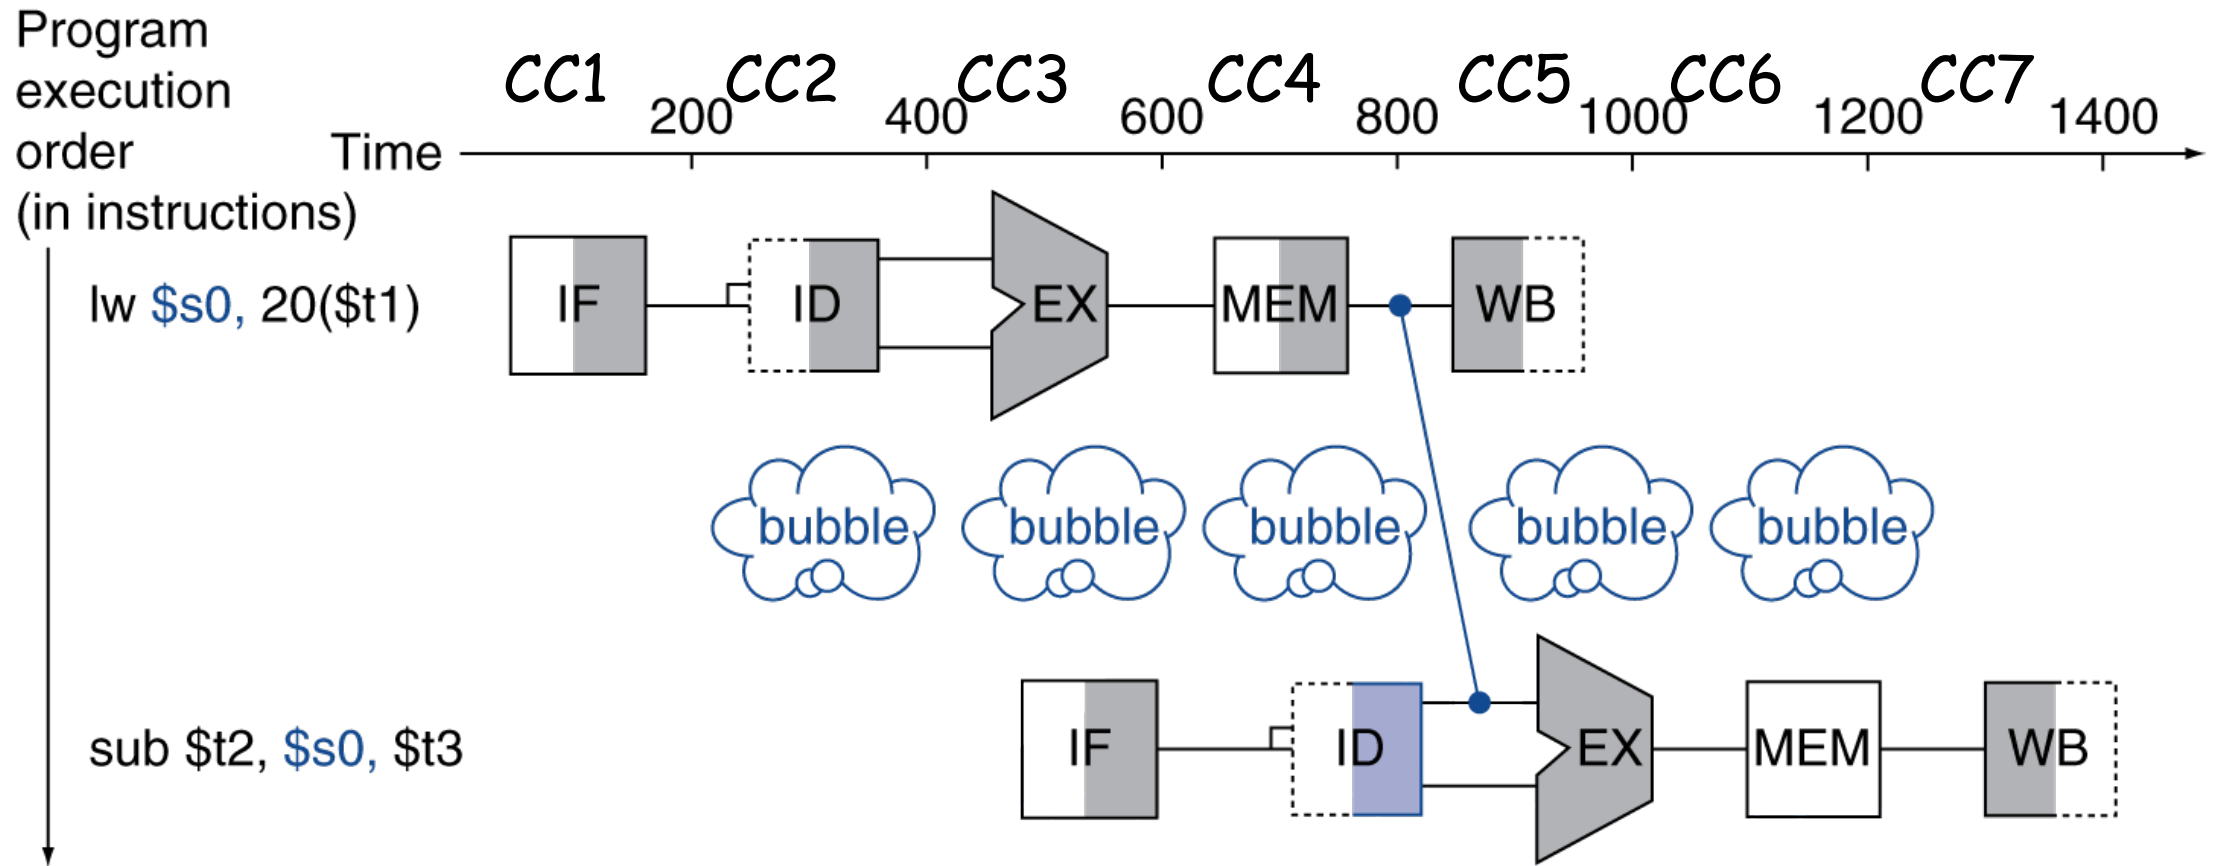 Program
execution
order
(in instructions)
Time
CC1 CC2 CC3 CC4 CC5 CC6 CC7
200 400 600 800 1000 1200 1400
lw $s0, 20($t1)
IF ID EX MEM WB
bubble bubble bubble bubble bubble
sub $t2, $s0, $t3
IF ID EX MEM WB